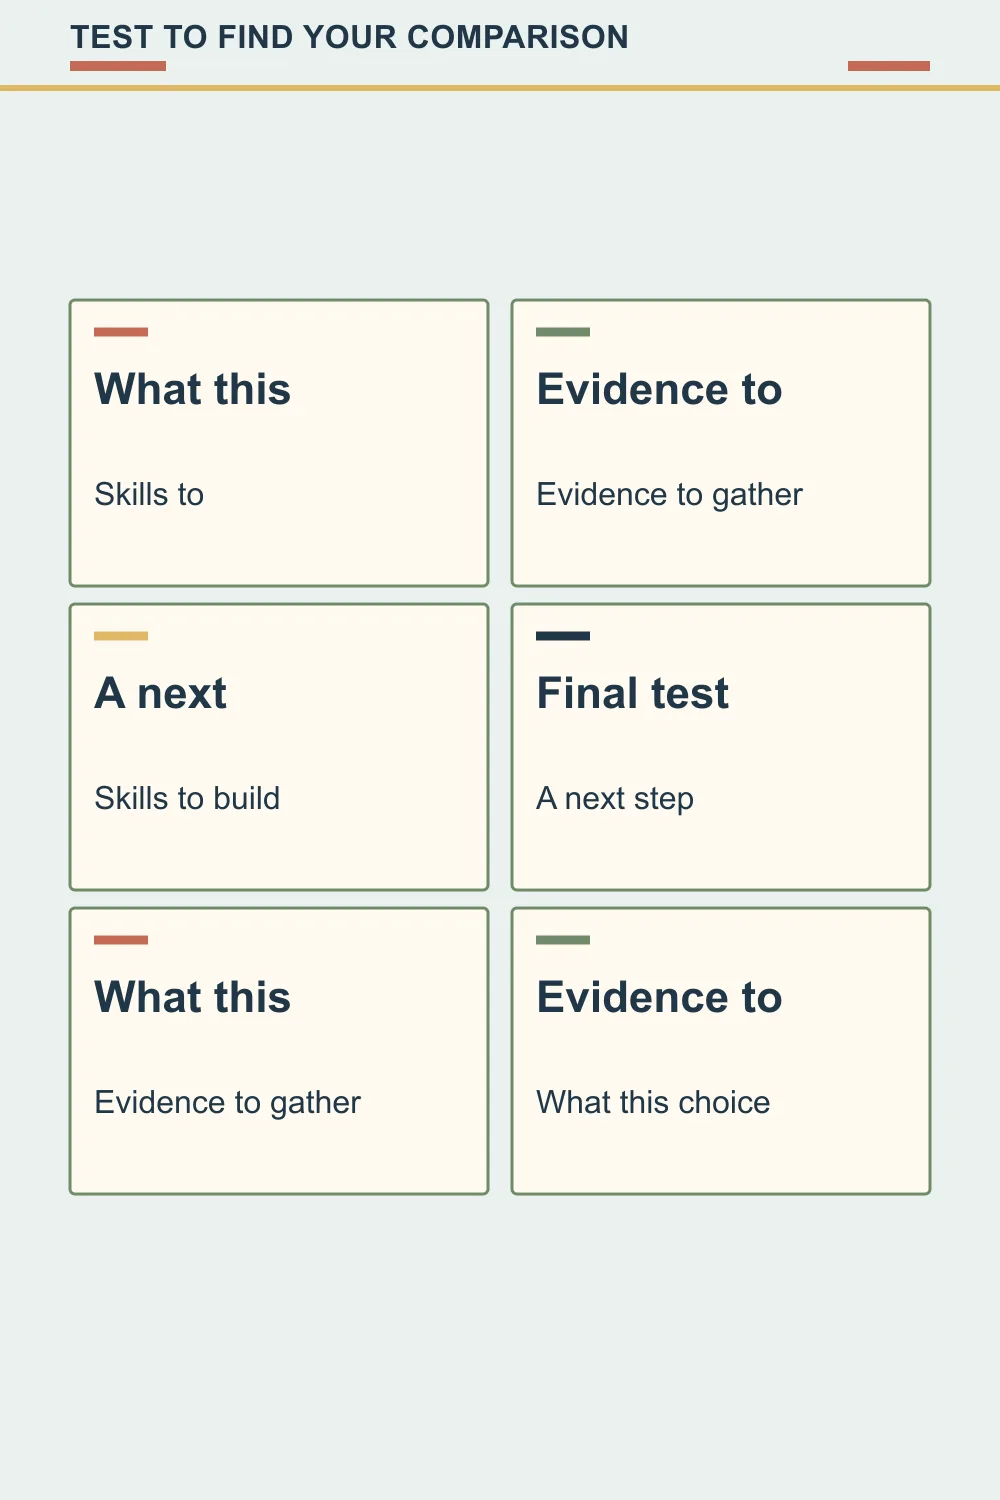 TEST TO FIND YOUR COMPARISON
What this
Skills to
Evidence to
Evidence to gather
A next
Skills to build
Final test
A next step
What this
Evidence to gather
Evidence to
What this choice